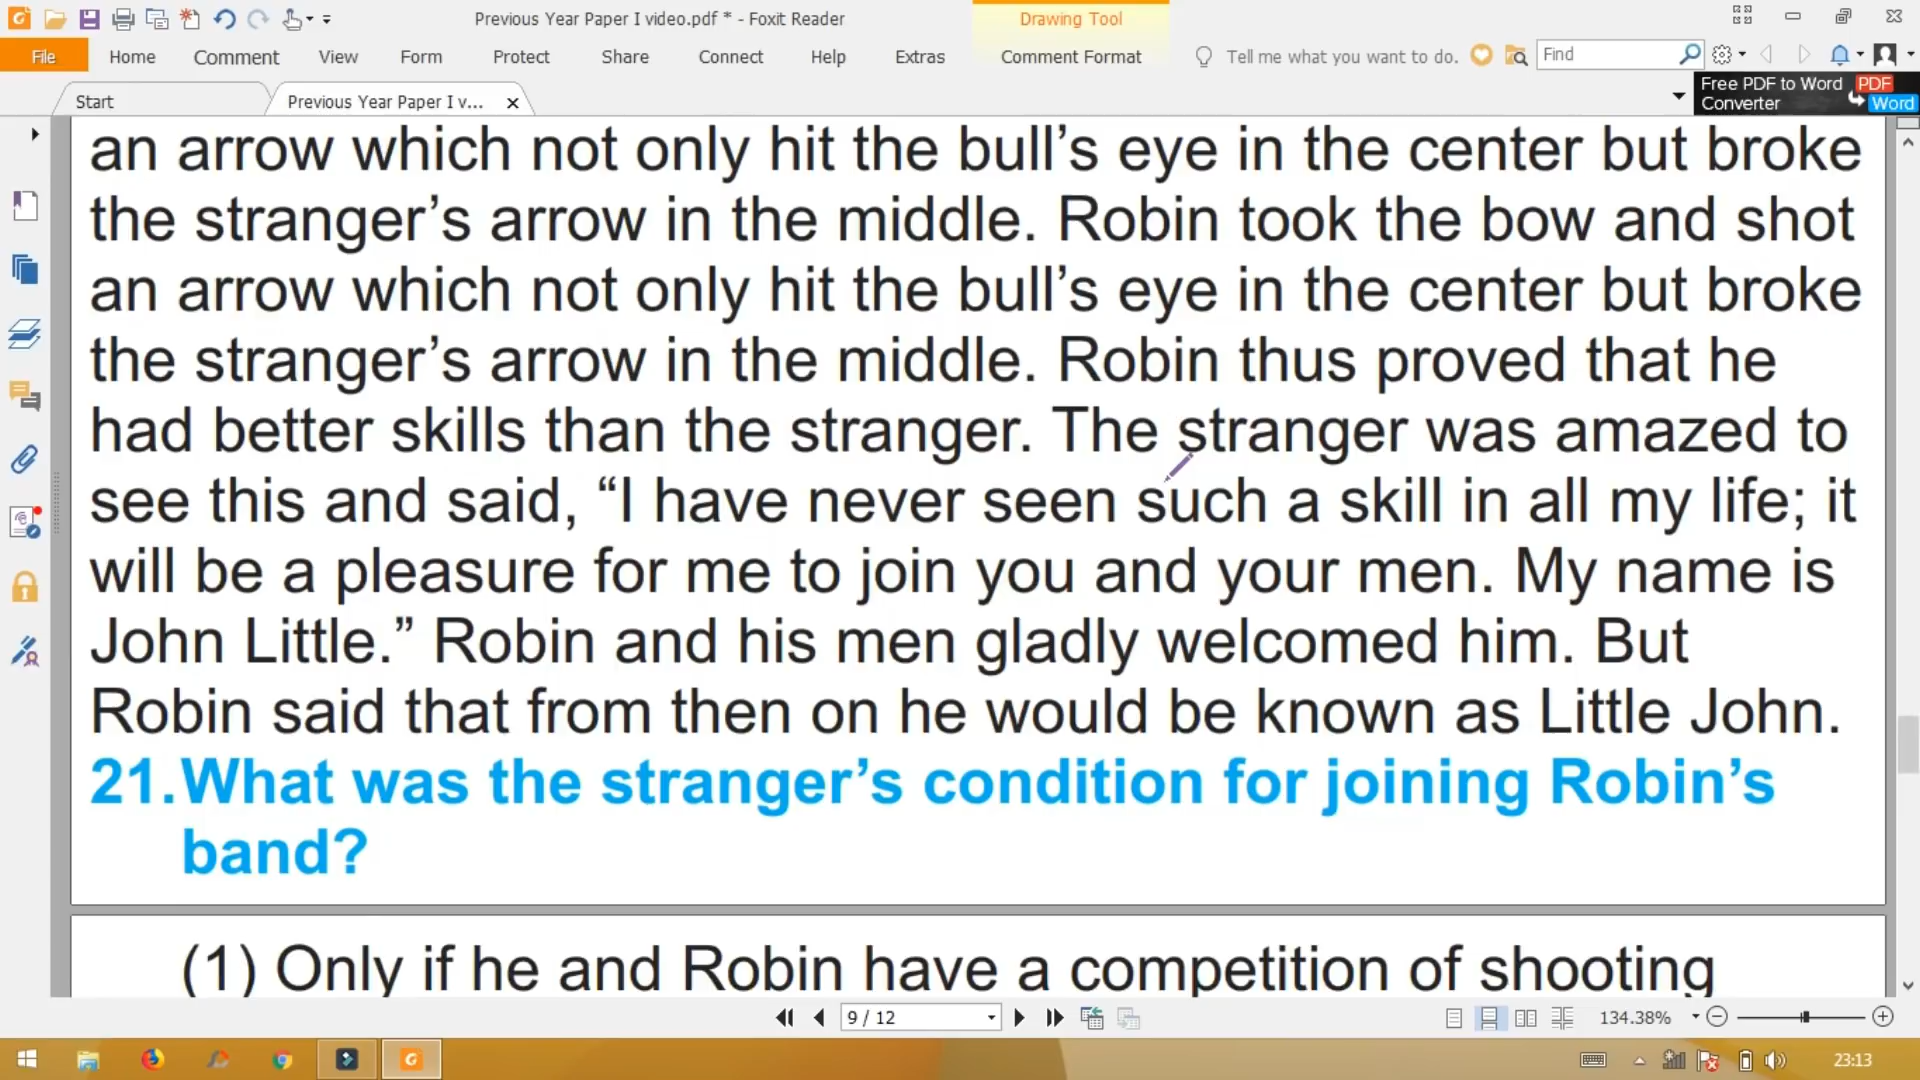 Previous Year Paper I video.pdf * - Foxit Reader
Drawing Tool
File Home Comment View Form Protect Share Connect Help Extras Comment Format Tell me what you want to do. Find
Start
Previous Year Paper I v...
Free PDF to Word Converter PDF Word
an arrow which not only hit the bull’s eye in the center but broke
the stranger’s arrow in the middle. Robin took the bow and shot
an arrow which not only hit the bull’s eye in the center but broke
the stranger’s arrow in the middle. Robin thus proved that he
had better skills than the stranger. The stranger was amazed to
see this and said, “I have never seen such a skill in all my life; it
will be a pleasure for me to join you and your men. My name is
John Little.” Robin and his men gladly welcomed him. But
Robin said that from then on he would be known as Little John.
21.What was the stranger’s condition for joining Robin’s
band?
(1) Only if he and Robin have a competition of shooting
9 / 12
134.38%
23:13